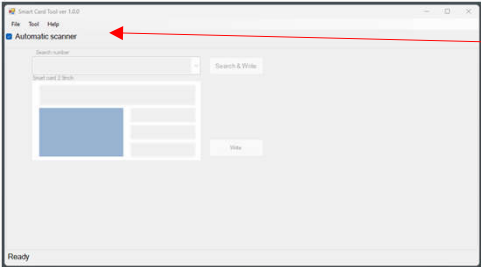 Smart Card Tool ver 1.0.0
File Tool Help
Automatic scanner
Search number
Search & Write
Smart card 2.9inch
Write
Ready